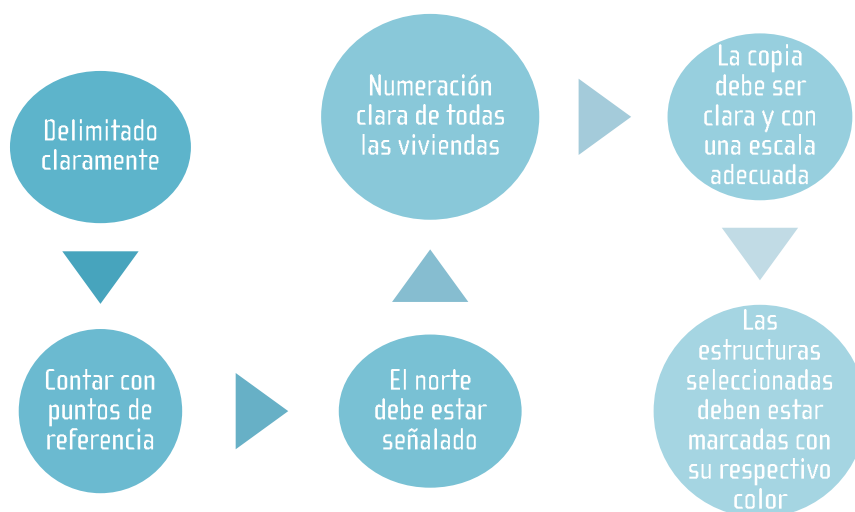 Delimitado
claramente
Contar con
puntos de
referencia
El norte
debe estar
señalado
Numeración
clara de todas
las viviendas
La copia
debe ser
clara y con
una escala
adecuada
Las
estructuras
seleccionadas
deben estar
marcadas con
su respectivo
color